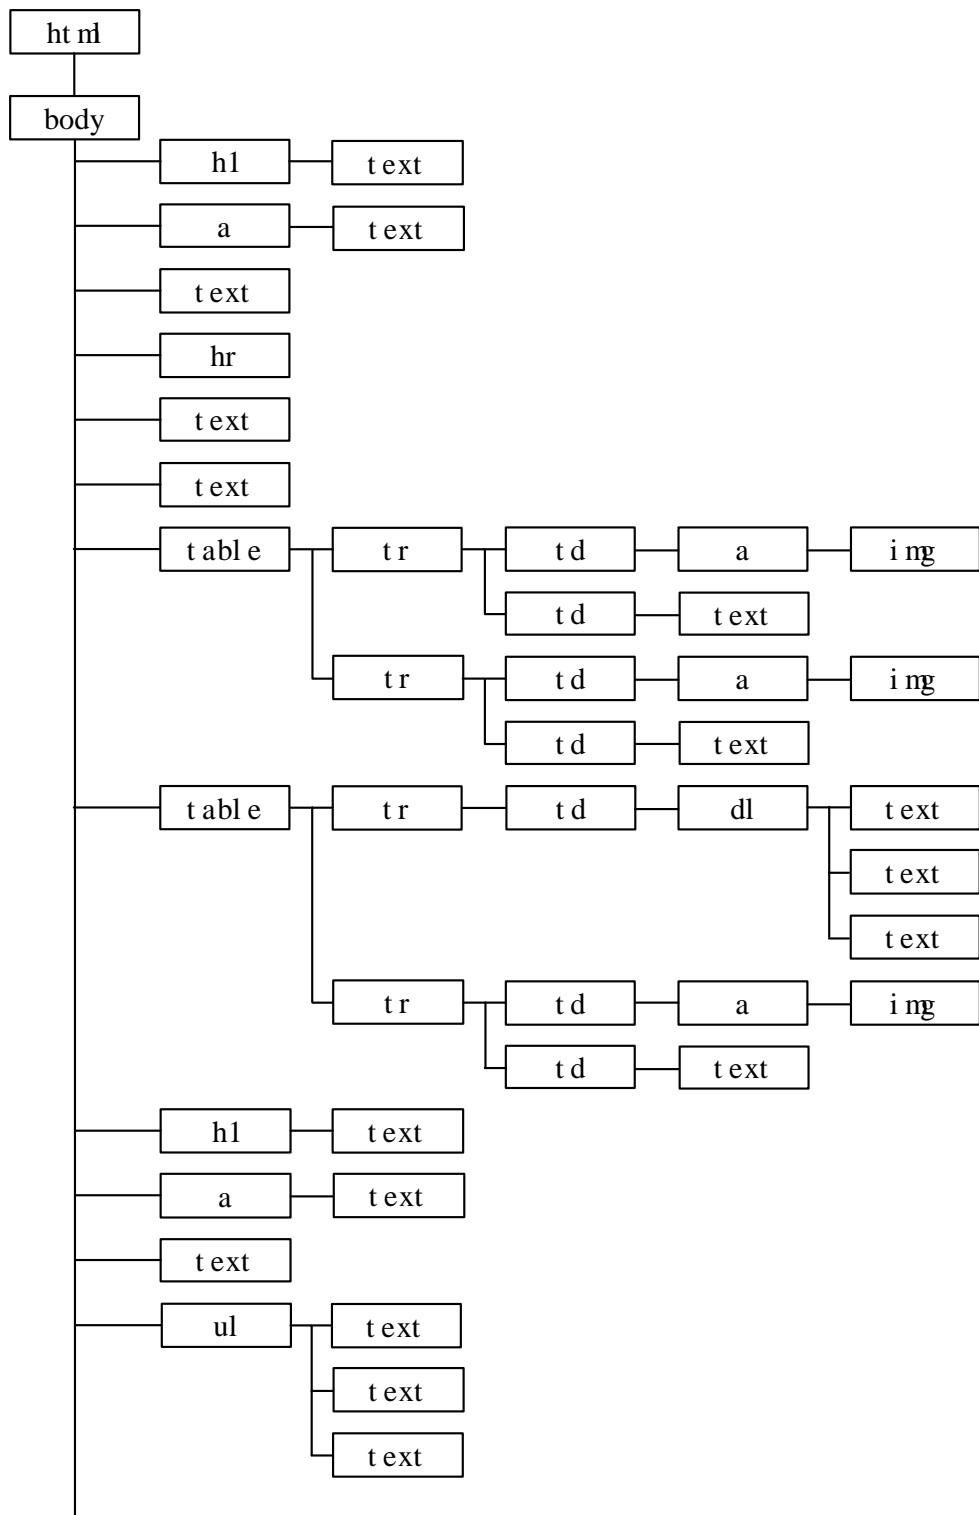 html
body
h1 text
a text
text
hr
text
text
table tr td a img
td text
tr td a img
td text
table tr td dl text
text
text
tr td a img
td text
h1 text
a text
text
ul text
text
text